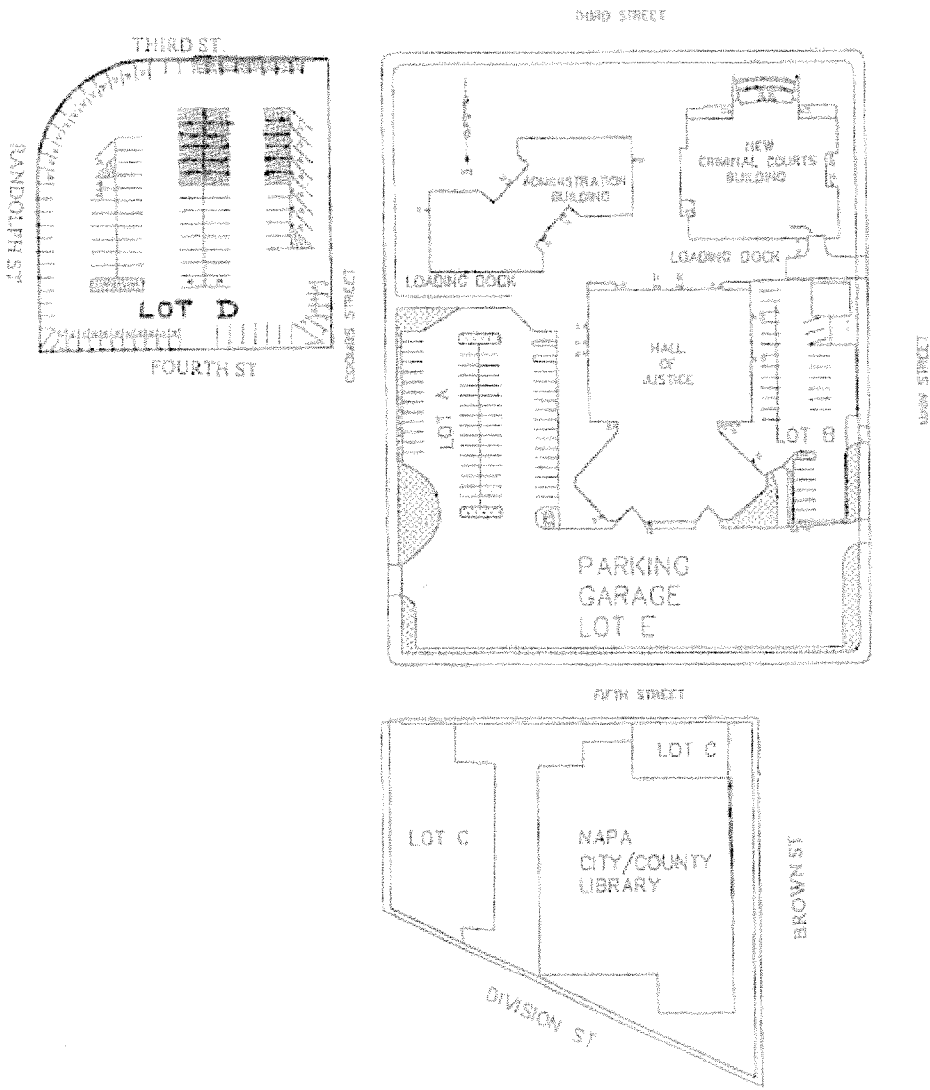 THIRD STREET
THIRD ST.
RANDOLPH ST
LOT D
COOMBS STREET
FOURTH ST
ADMINISTRATION
BUILDING
NEW
CRIMINAL COURTS
BUILDING
LOADING DOCK
LOADING DOCK
HALL
OF
JUSTICE
LOT A
LOT B
PARKING
GARAGE
LOT E
FIFTH STREET
LOT C
LOT C
NAPA
CITY/COUNTY
LIBRARY
BROWN ST
DIVISION ST